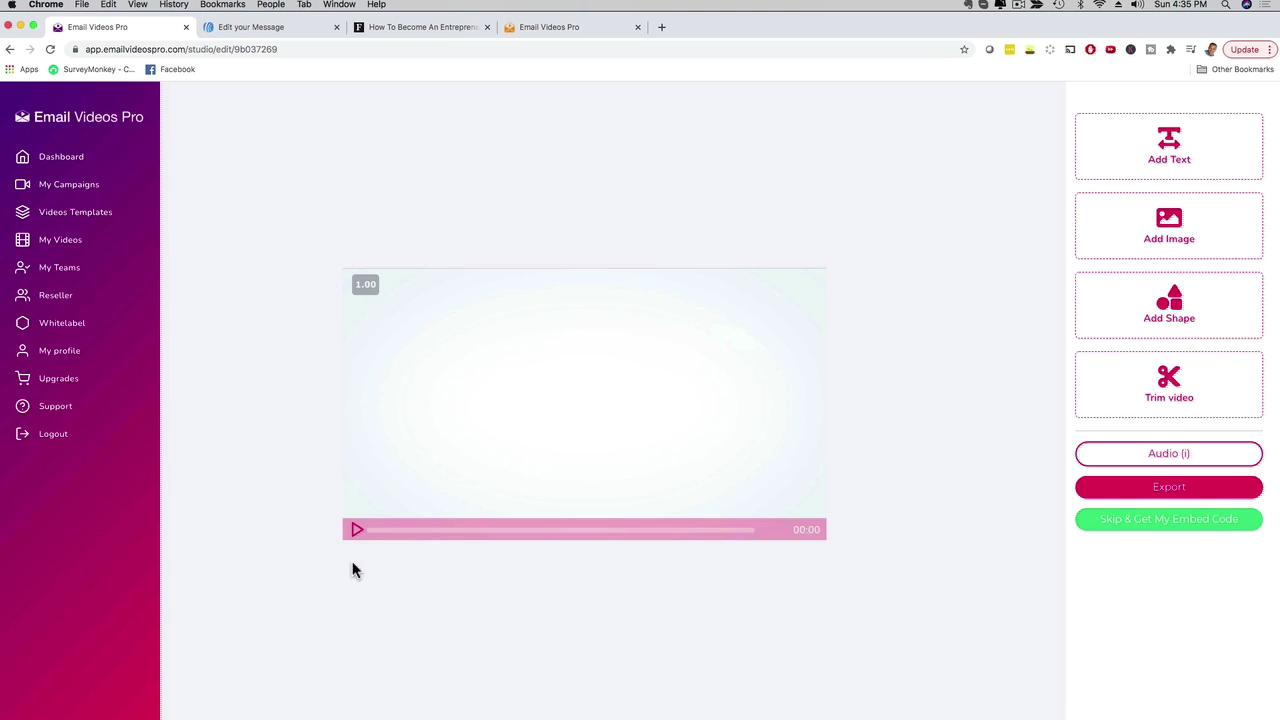 Chrome File Edit View History Bookmarks People Tab Window Help
Sun 4:35 PM
Email Videos Pro
Edit your Message
How To Become An Entreprene
Email Videos Pro
app.emailvideospro.com/studio/edit/9b037269
Update
Apps
SurveyMonkey - C...
Facebook
Other Bookmarks
Email Videos Pro
Dashboard
My Campaigns
Videos Templates
My Videos
My Teams
Reseller
Whitelabel
My profile
Upgrades
Support
Logout
1.00
00:00
Add Text
Add Image
Add Shape
Trim video
Audio (i)
Export
Skip & Get My Embed Code